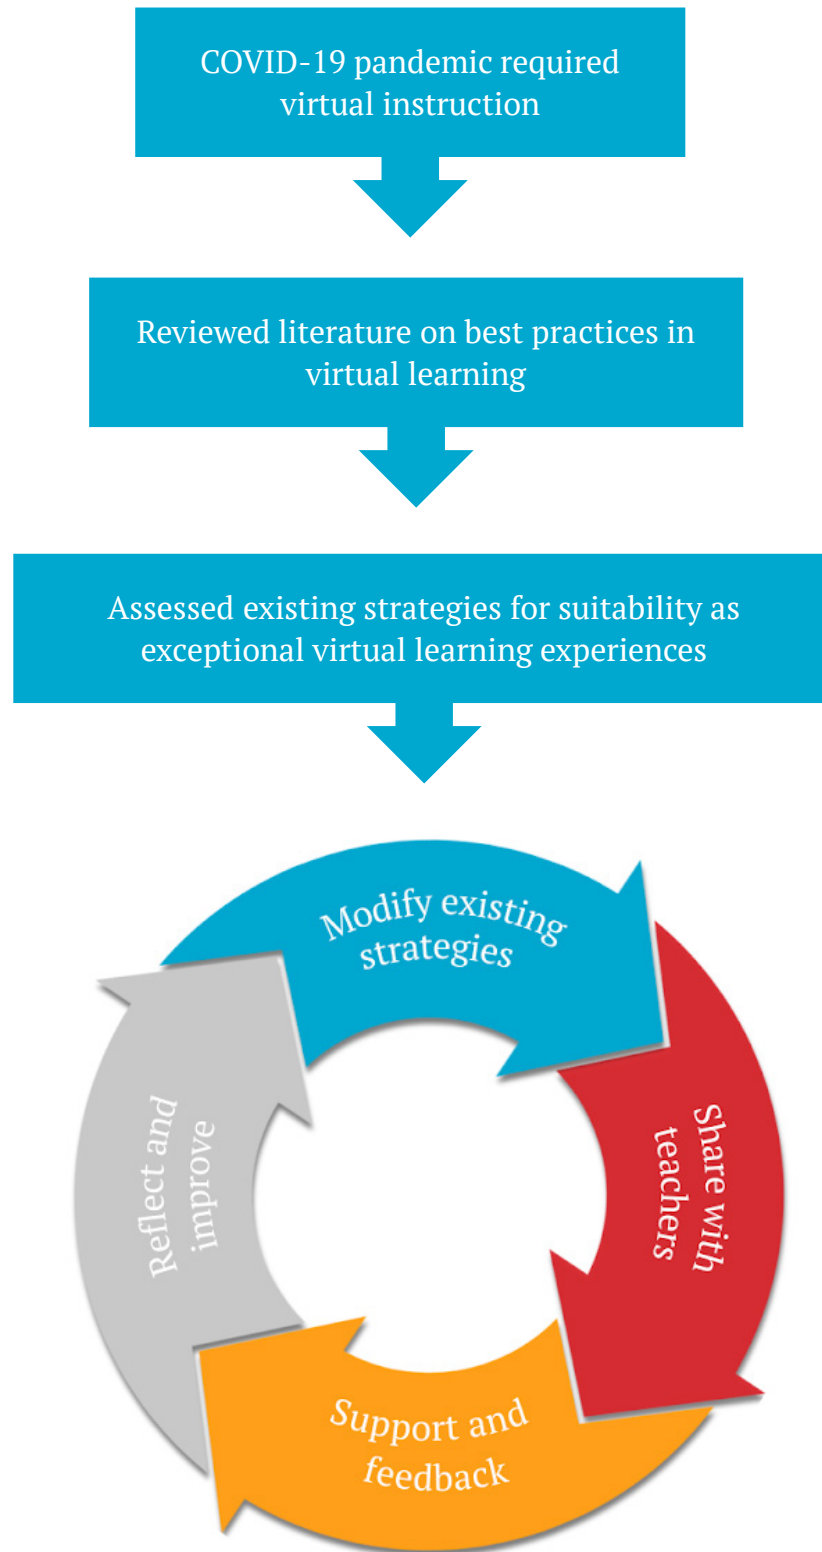 COVID-19 pandemic required
virtual instruction
Reviewed literature on best practices in
virtual learning
Assessed existing strategies for suitability as
exceptional virtual learning experiences
Modify existing
strategies
Share with
teachers
Support and
feedback
Reflect and
improve